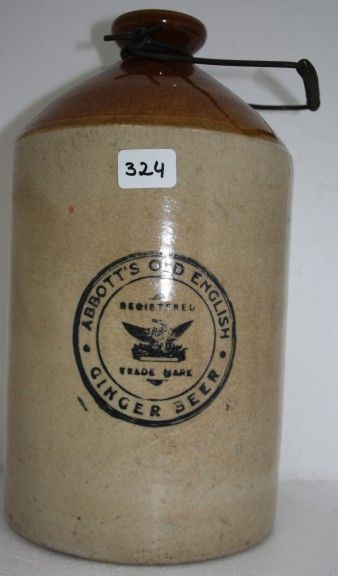 324
ABBOTT'S OLD ENGLISH
REGISTERED
TRADE MARK
GINGER BEER